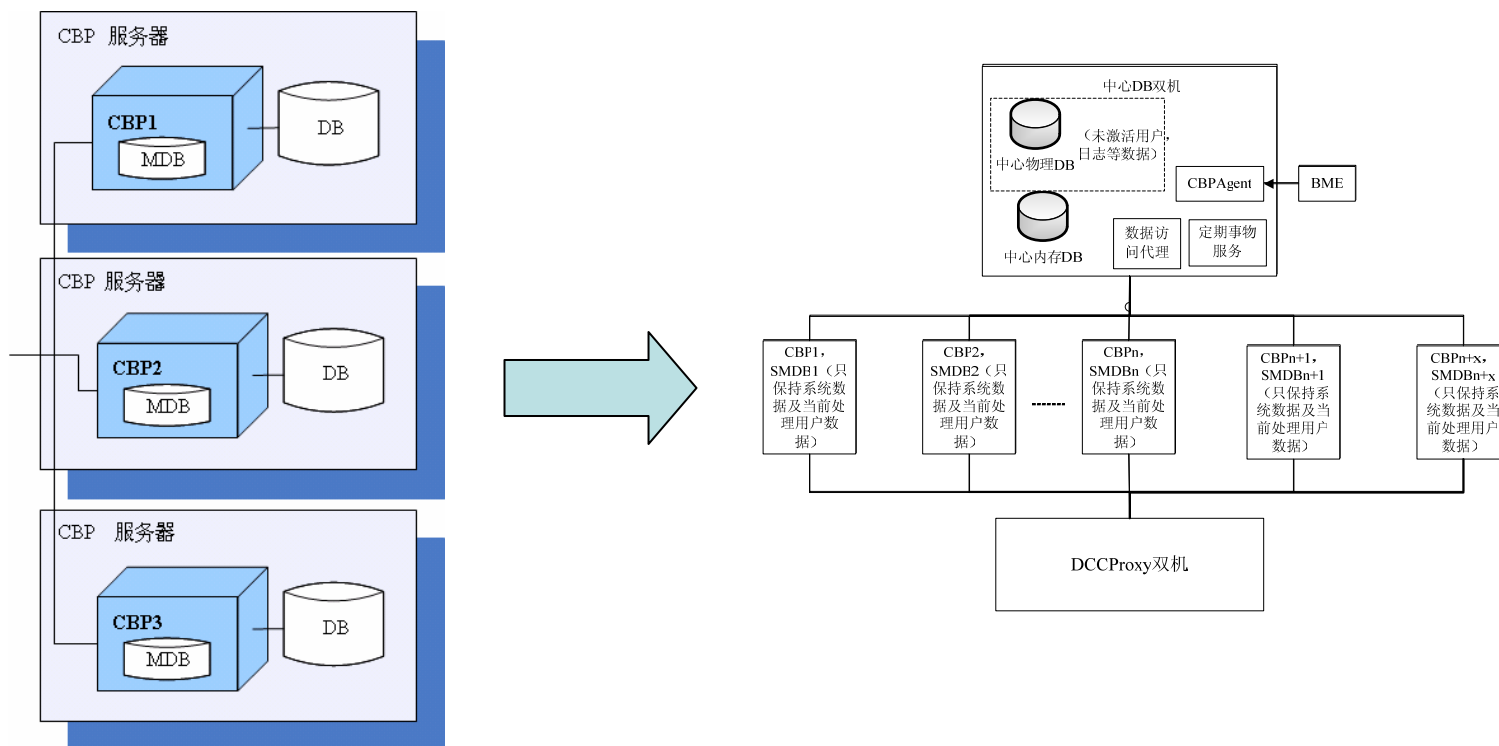 CBP 服务器
CBP1
MDB
DB
CBP 服务器
CBP2
MDB
DB
CBP 服务器
CBP3
MDB
DB
中心DB双机
中心物理DB
（未激活用户，
日志等数据）
CBPAgent
BME
中心内存DB
数据访
问代理
定期事物
服务
CBP1，
SMDB1（只
保持系统数
据及当前处
理用户数
据）
CBP2，
SMDB2（只
保持系统数
据及当前处
理用户数
据）
CBPn，
SMDBn（只
保持系统数
据及当前处
理用户数
据）
CBPn+1，
SMDBn+1
（只保持系
统数据及当
前处理用户
数据）
CBPn+x，
SMDBn+x
（只保持系
统数据及当
前处理用户
数据）
DCCProxy双机